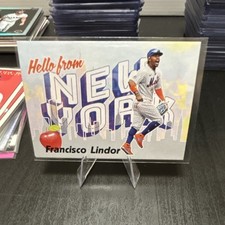 Hello from
NEW
YORK
Francisco Lindor